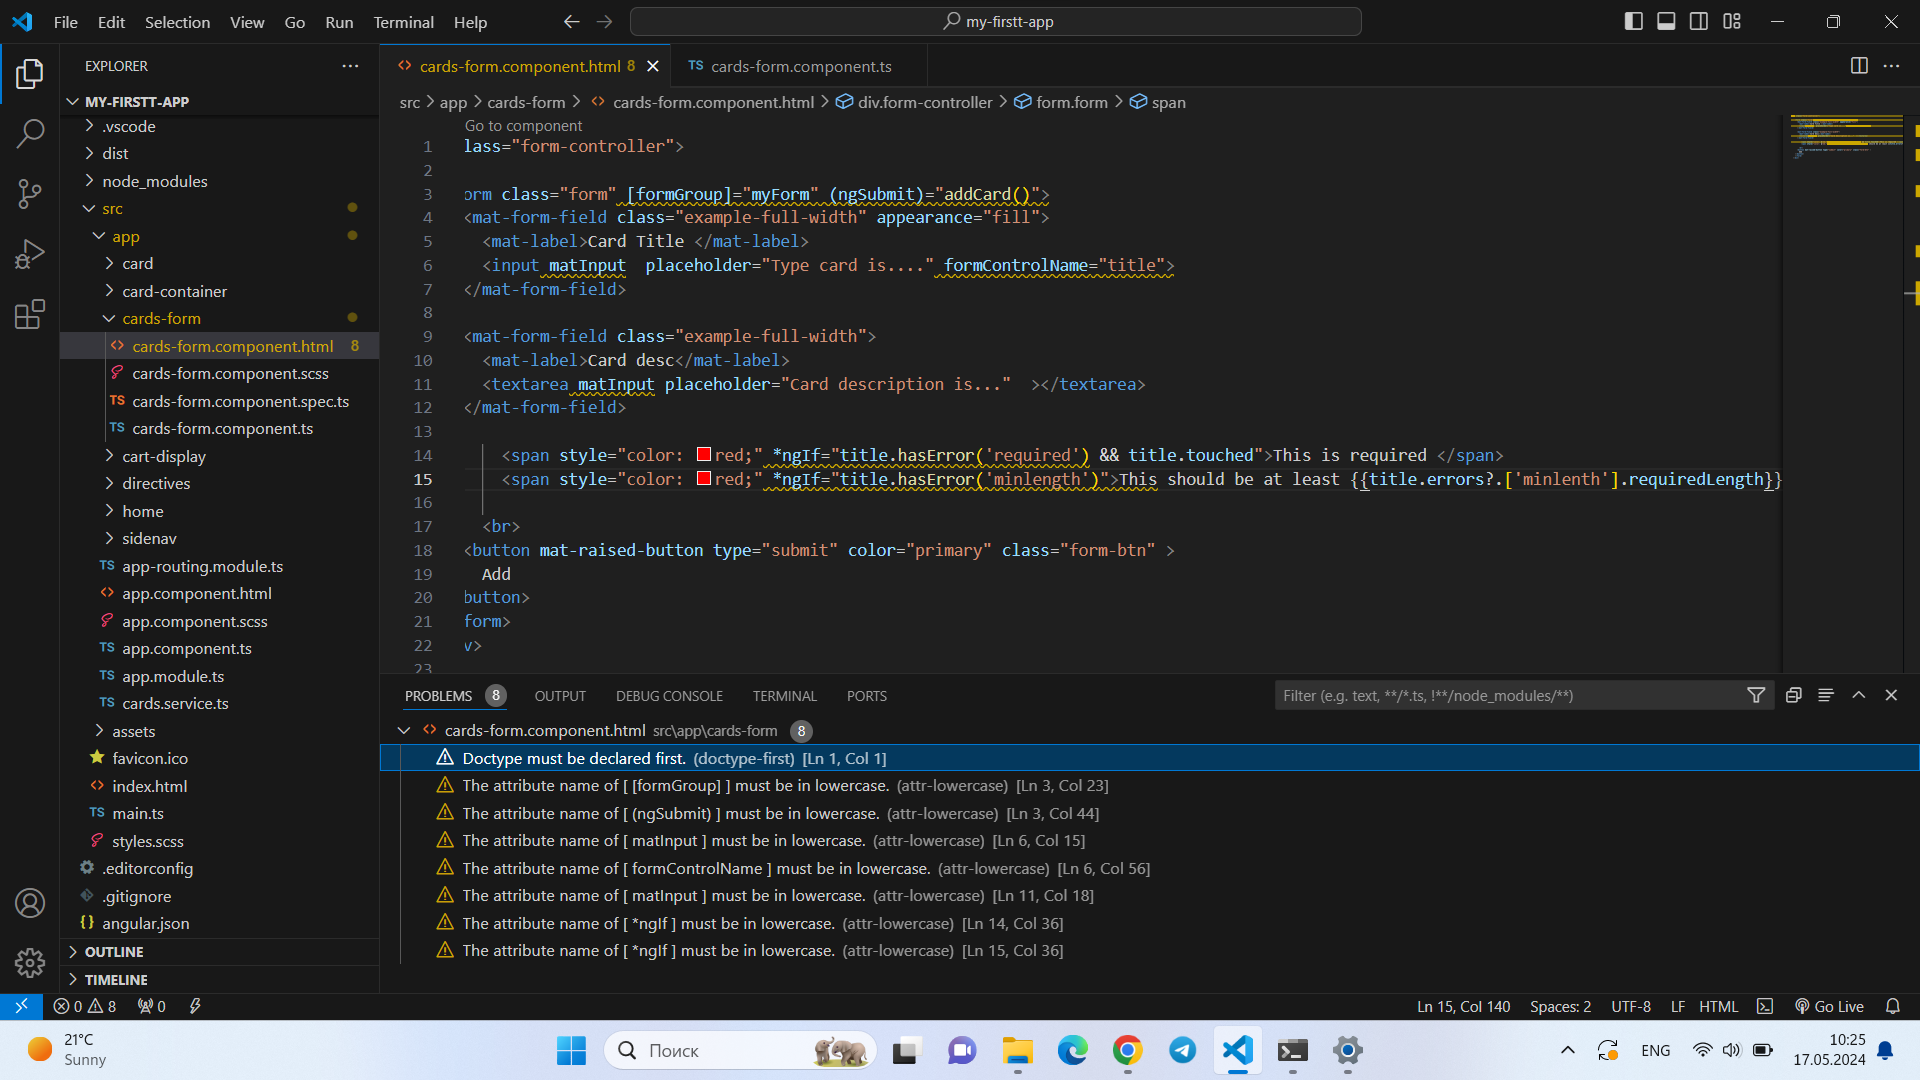 File Edit Selection View Go Run Terminal Help
my-firstt-app
EXPLORER
MY-FIRSTT-APP
.vscode
dist
node_modules
src
app
card
card-container
cards-form
cards-form.component.html 8
cards-form.component.scss
TS cards-form.component.spec.ts
TS cards-form.component.ts
cart-display
directives
home
sidenav
TS app-routing.module.ts
app.component.html
app.component.scss
TS app.component.ts
TS app.module.ts
TS cards.service.ts
assets
favicon.ico
index.html
TS main.ts
styles.scss
.editorconfig
.gitignore
{} angular.json
OUTLINE
TIMELINE
cards-form.component.html 8
TS cards-form.component.ts
src > app > cards-form > cards-form.component.html > div.form-controller > form.form > span
Go to component
1 lass="form-controller">
2
3 orm class="form" [formGroup]="myForm" (ngSubmit)="addCard()">
4 <mat-form-field class="example-full-width" appearance="fill">
5 <mat-label>Card Title </mat-label>
6 <input matInput  placeholder="Type card is...." formControlName="title">
7 </mat-form-field>
8
9 <mat-form-field class="example-full-width">
10 <mat-label>Card desc</mat-label>
11 <textarea matInput placeholder="Card description is..."  ></textarea>
12 </mat-form-field>
13
14 <span style="color: red;" *ngIf="title.hasError('required') && title.touched">This is required </span>
15 <span style="color: red;" *ngIf="title.hasError('minlength')">This should be at least {{title.errors?.['minlenth'].requiredLength}}
16
17 <br>
18 <button mat-raised-button type="submit" color="primary" class="form-btn" >
19 Add
20 button>
21 form>
22 v>
23
PROBLEMS 8 OUTPUT DEBUG CONSOLE TERMINAL PORTS
Filter (e.g. text, **/*.ts, !**/node_modules/**)
cards-form.component.html src\app\cards-form 8
Doctype must be declared first. (doctype-first) [Ln 1, Col 1]
The attribute name of [ [formGroup] ] must be in lowercase. (attr-lowercase) [Ln 3, Col 23]
The attribute name of [ (ngSubmit) ] must be in lowercase. (attr-lowercase) [Ln 3, Col 44]
The attribute name of [ matInput ] must be in lowercase. (attr-lowercase) [Ln 6, Col 15]
The attribute name of [ formControlName ] must be in lowercase. (attr-lowercase) [Ln 6, Col 56]
The attribute name of [ matInput ] must be in lowercase. (attr-lowercase) [Ln 11, Col 18]
The attribute name of [ *ngIf ] must be in lowercase. (attr-lowercase) [Ln 14, Col 36]
The attribute name of [ *ngIf ] must be in lowercase. (attr-lowercase) [Ln 15, Col 36]
0 8 0
Ln 15, Col 140 Spaces: 2 UTF-8 LF HTML Go Live
21°C
Sunny
Поиск
ENG
10:25
17.05.2024